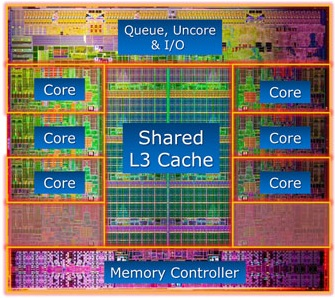 Queue, Uncore
& I/O
Core
Core
Core
Core
Core
Core
Shared
L3 Cache
Memory Controller